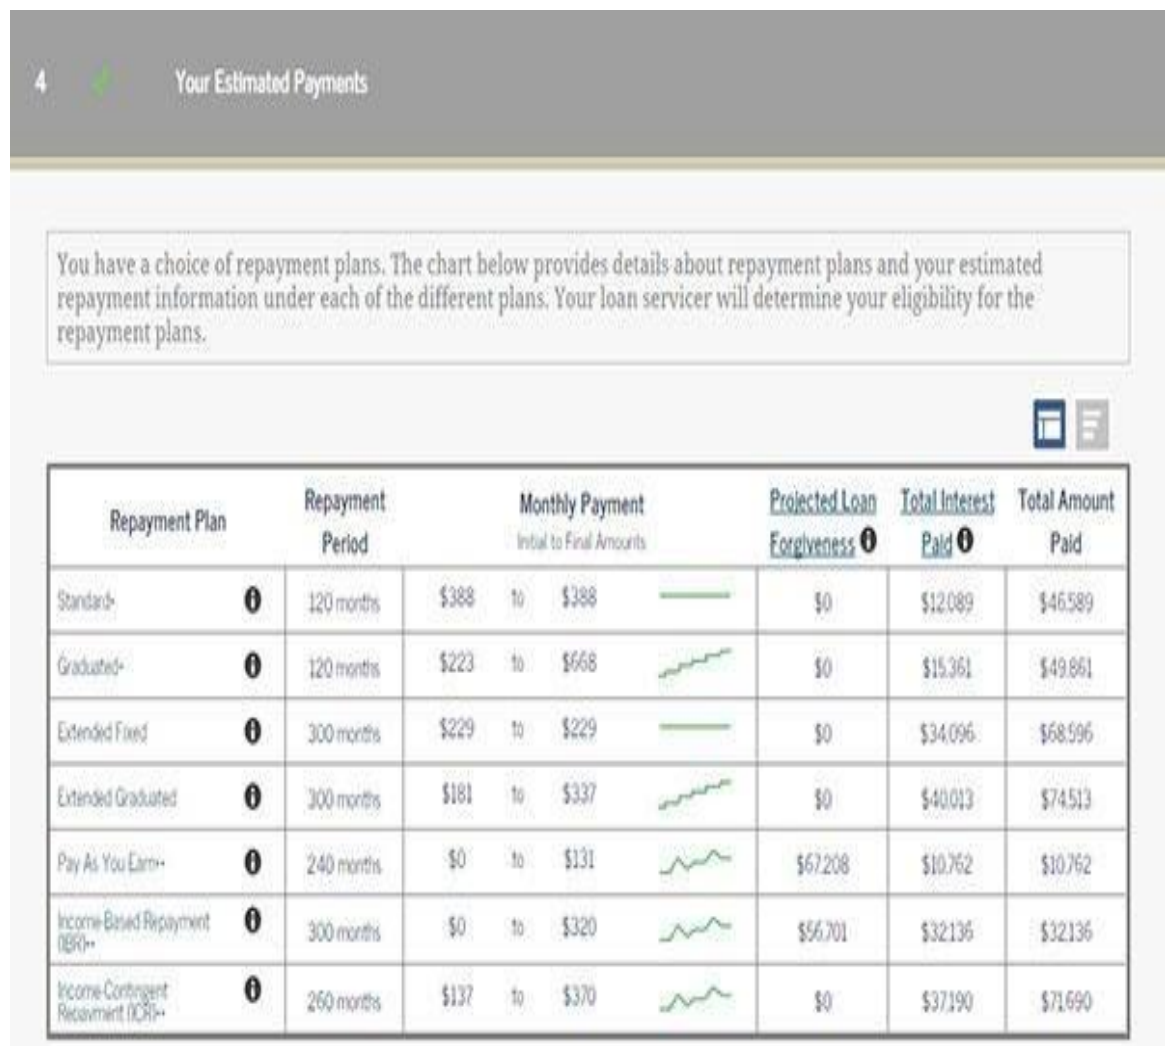 4 Your Estimated Payments
You have a choice of repayment plans. The chart below provides details about repayment plans and your estimated
repayment information under each of the different plans. Your loan servicer will determine your eligibility for the
repayment plans.
Repayment Plan Repayment Period Monthly Payment Initial to Final Amounts Projected Loan Forgiveness Total Interest Paid Total Amount Paid
Standard* 120 months $388 to $388 $0 $12,089 $46,589
Graduated* 120 months $223 to $668 $0 $15,361 $49,861
Extended Fixed 300 months $229 to $229 $0 $34,096 $68,596
Extended Graduated 300 months $181 to $337 $0 $40,013 $74,513
Pay As You Earn** 240 months $0 to $131 $67,208 $10,762 $10,762
Income-Based Repayment (IBR)** 300 months $0 to $320 $56,701 $32,136 $32,136
Income-Contingent Repayment (ICR)** 260 months $137 to $370 $0 $37,190 $71,690